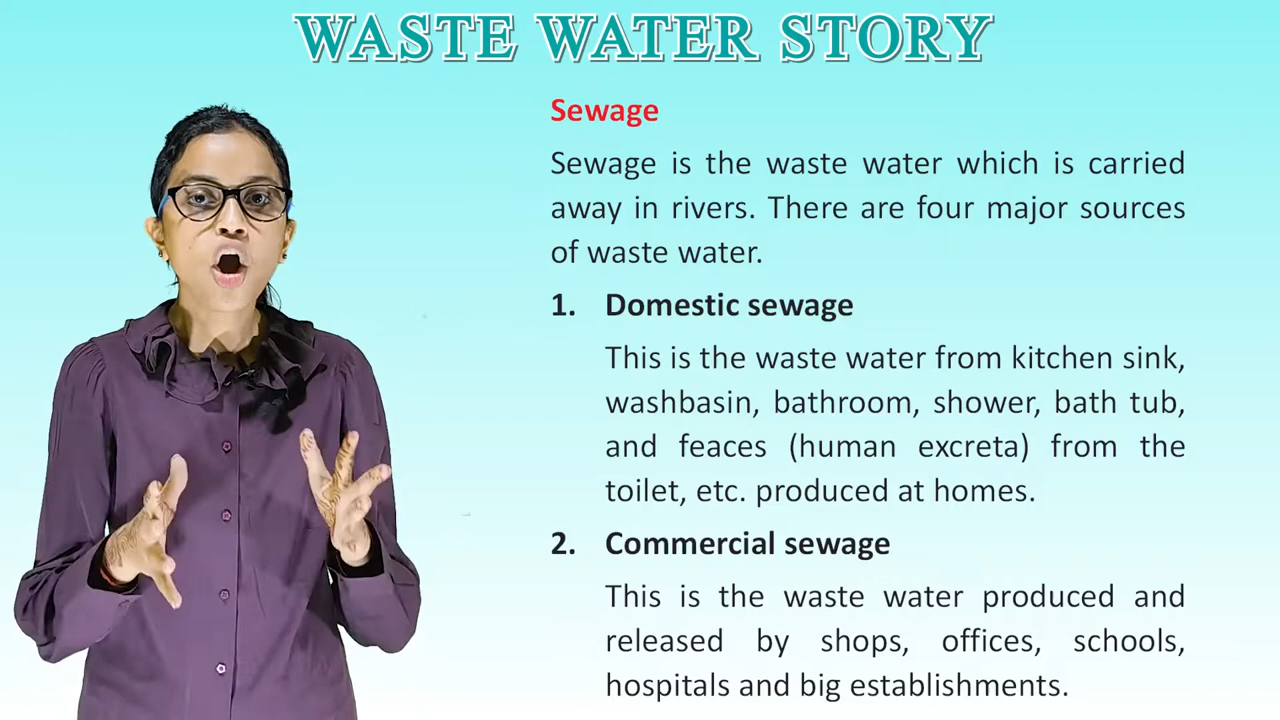 WASTE WATER STORY
Sewage
Sewage is the waste water which is carried
away in rivers. There are four major sources
of waste water.
1. Domestic sewage
This is the waste water from kitchen sink,
washbasin, bathroom, shower, bath tub,
and feaces (human excreta) from the
toilet, etc. produced at homes.
2. Commercial sewage
This is the waste water produced and
released by shops, offices, schools,
hospitals and big establishments.